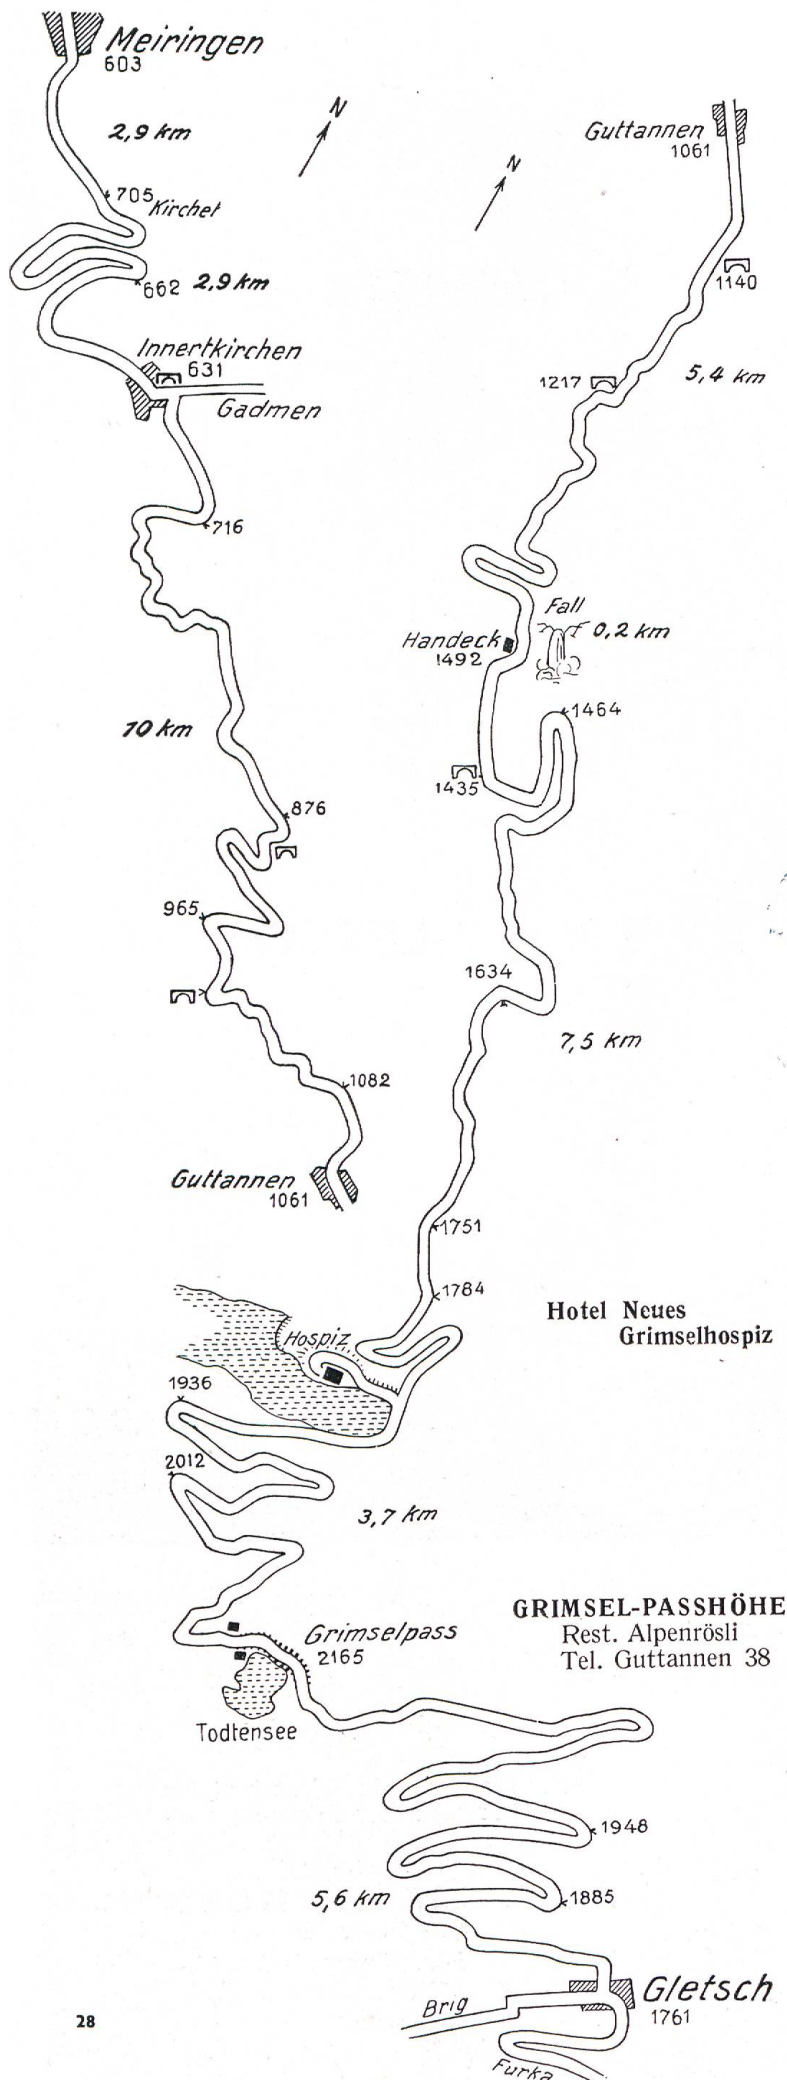 Meiringen
603
2,9 km
705 Kirchet
662 2,9 km
Innertkirchen
631
Gadmen
716
10 km
876
965
1082
Guttannen
1061
N
N
Guttannen
1061
1140
5,4 km
1217
Fall
0,2 km
Handeck
1492
1464
1435
1634
7,5 km
1751
1784
Hotel Neues
Grimselhospiz
Hospiz
1936
2012
3,7 km
GRIMSEL-PASSHÖHE
Rest. Alpenrösli
Tel. Guttannen 38
Grimselpass
2165
Todtensee
1948
5,6 km
1885
Gletsch
1761
Brig
Furka
28